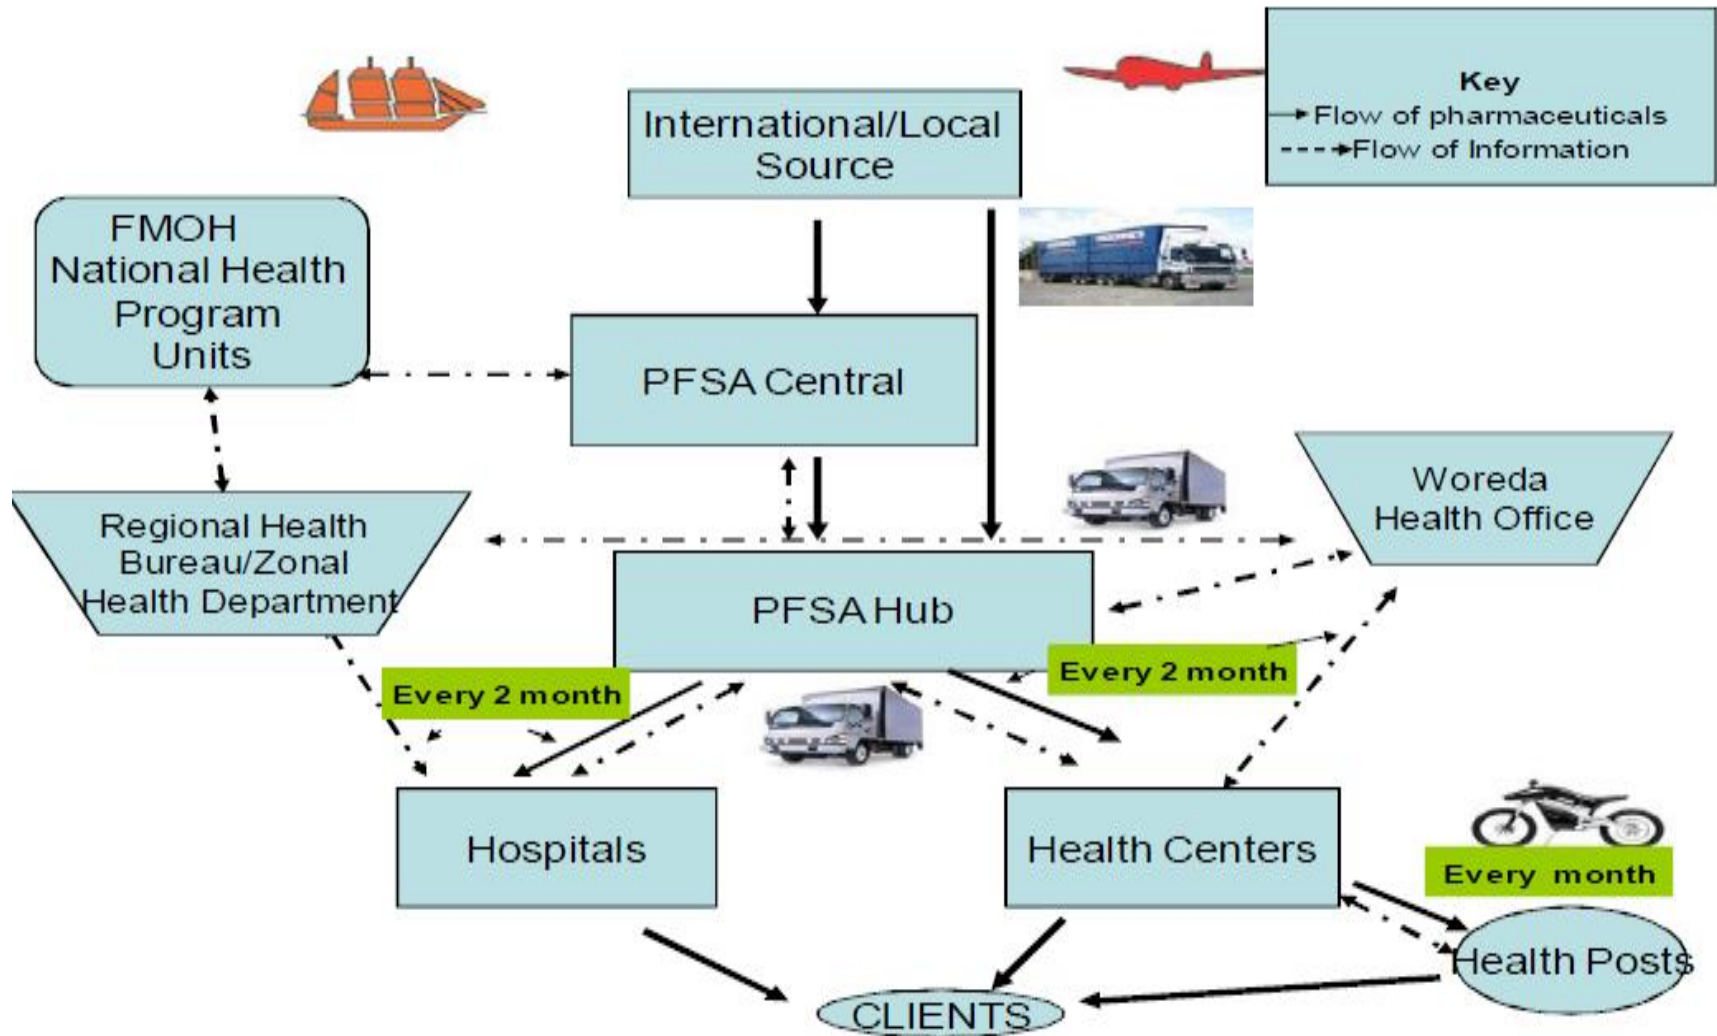 International/Local
Source
Key
Flow of pharmaceuticals
Flow of Information
FMOH
National Health
Program
Units
PFSA Central
Woreda
Health Office
Regional Health
Bureau/Zonal
Health Department
PFSA Hub
Every 2 month
Every 2 month
Hospitals
Health Centers
Every month
Health Posts
CLIENTS